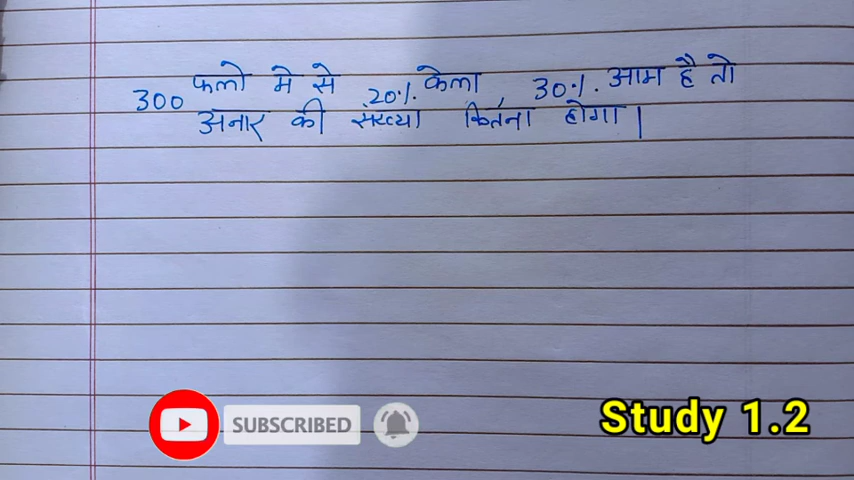 300 फलो मे से 20% केला , 30% आम है तो
अनार की संख्या कितना होगा |
SUBSCRIBED
Study 1.2